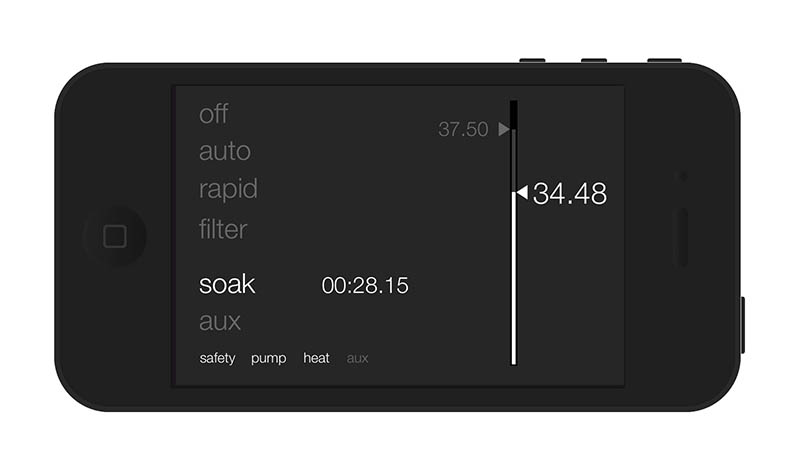 off
auto
rapid
filter
soak 00:28.15
aux
safety pump heat aux
37.50
34.48